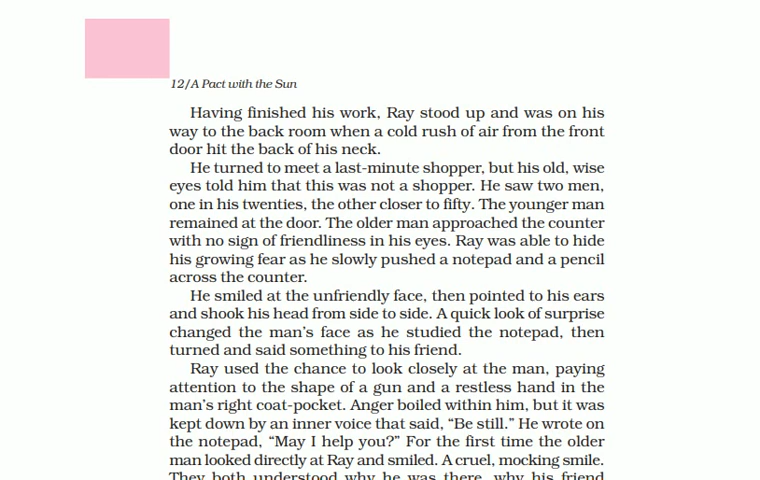 12/A Pact with the Sun
Having finished his work, Ray stood up and was on his
way to the back room when a cold rush of air from the front
door hit the back of his neck.
He turned to meet a last-minute shopper, but his old, wise
eyes told him that this was not a shopper. He saw two men,
one in his twenties, the other closer to fifty. The younger man
remained at the door. The older man approached the counter
with no sign of friendliness in his eyes. Ray was able to hide
his growing fear as he slowly pushed a notepad and a pencil
across the counter.
He smiled at the unfriendly face, then pointed to his ears
and shook his head from side to side. A quick look of surprise
changed the man's face as he studied the notepad, then
turned and said something to his friend.
Ray used the chance to look closely at the man, paying
attention to the shape of a gun and a restless hand in the
man's right coat-pocket. Anger boiled within him, but it was
kept down by an inner voice that said, “Be still.” He wrote on
the notepad, “May I help you?” For the first time the older
man looked directly at Ray and smiled. A cruel, mocking smile.
They both understood why he was there, why his friend